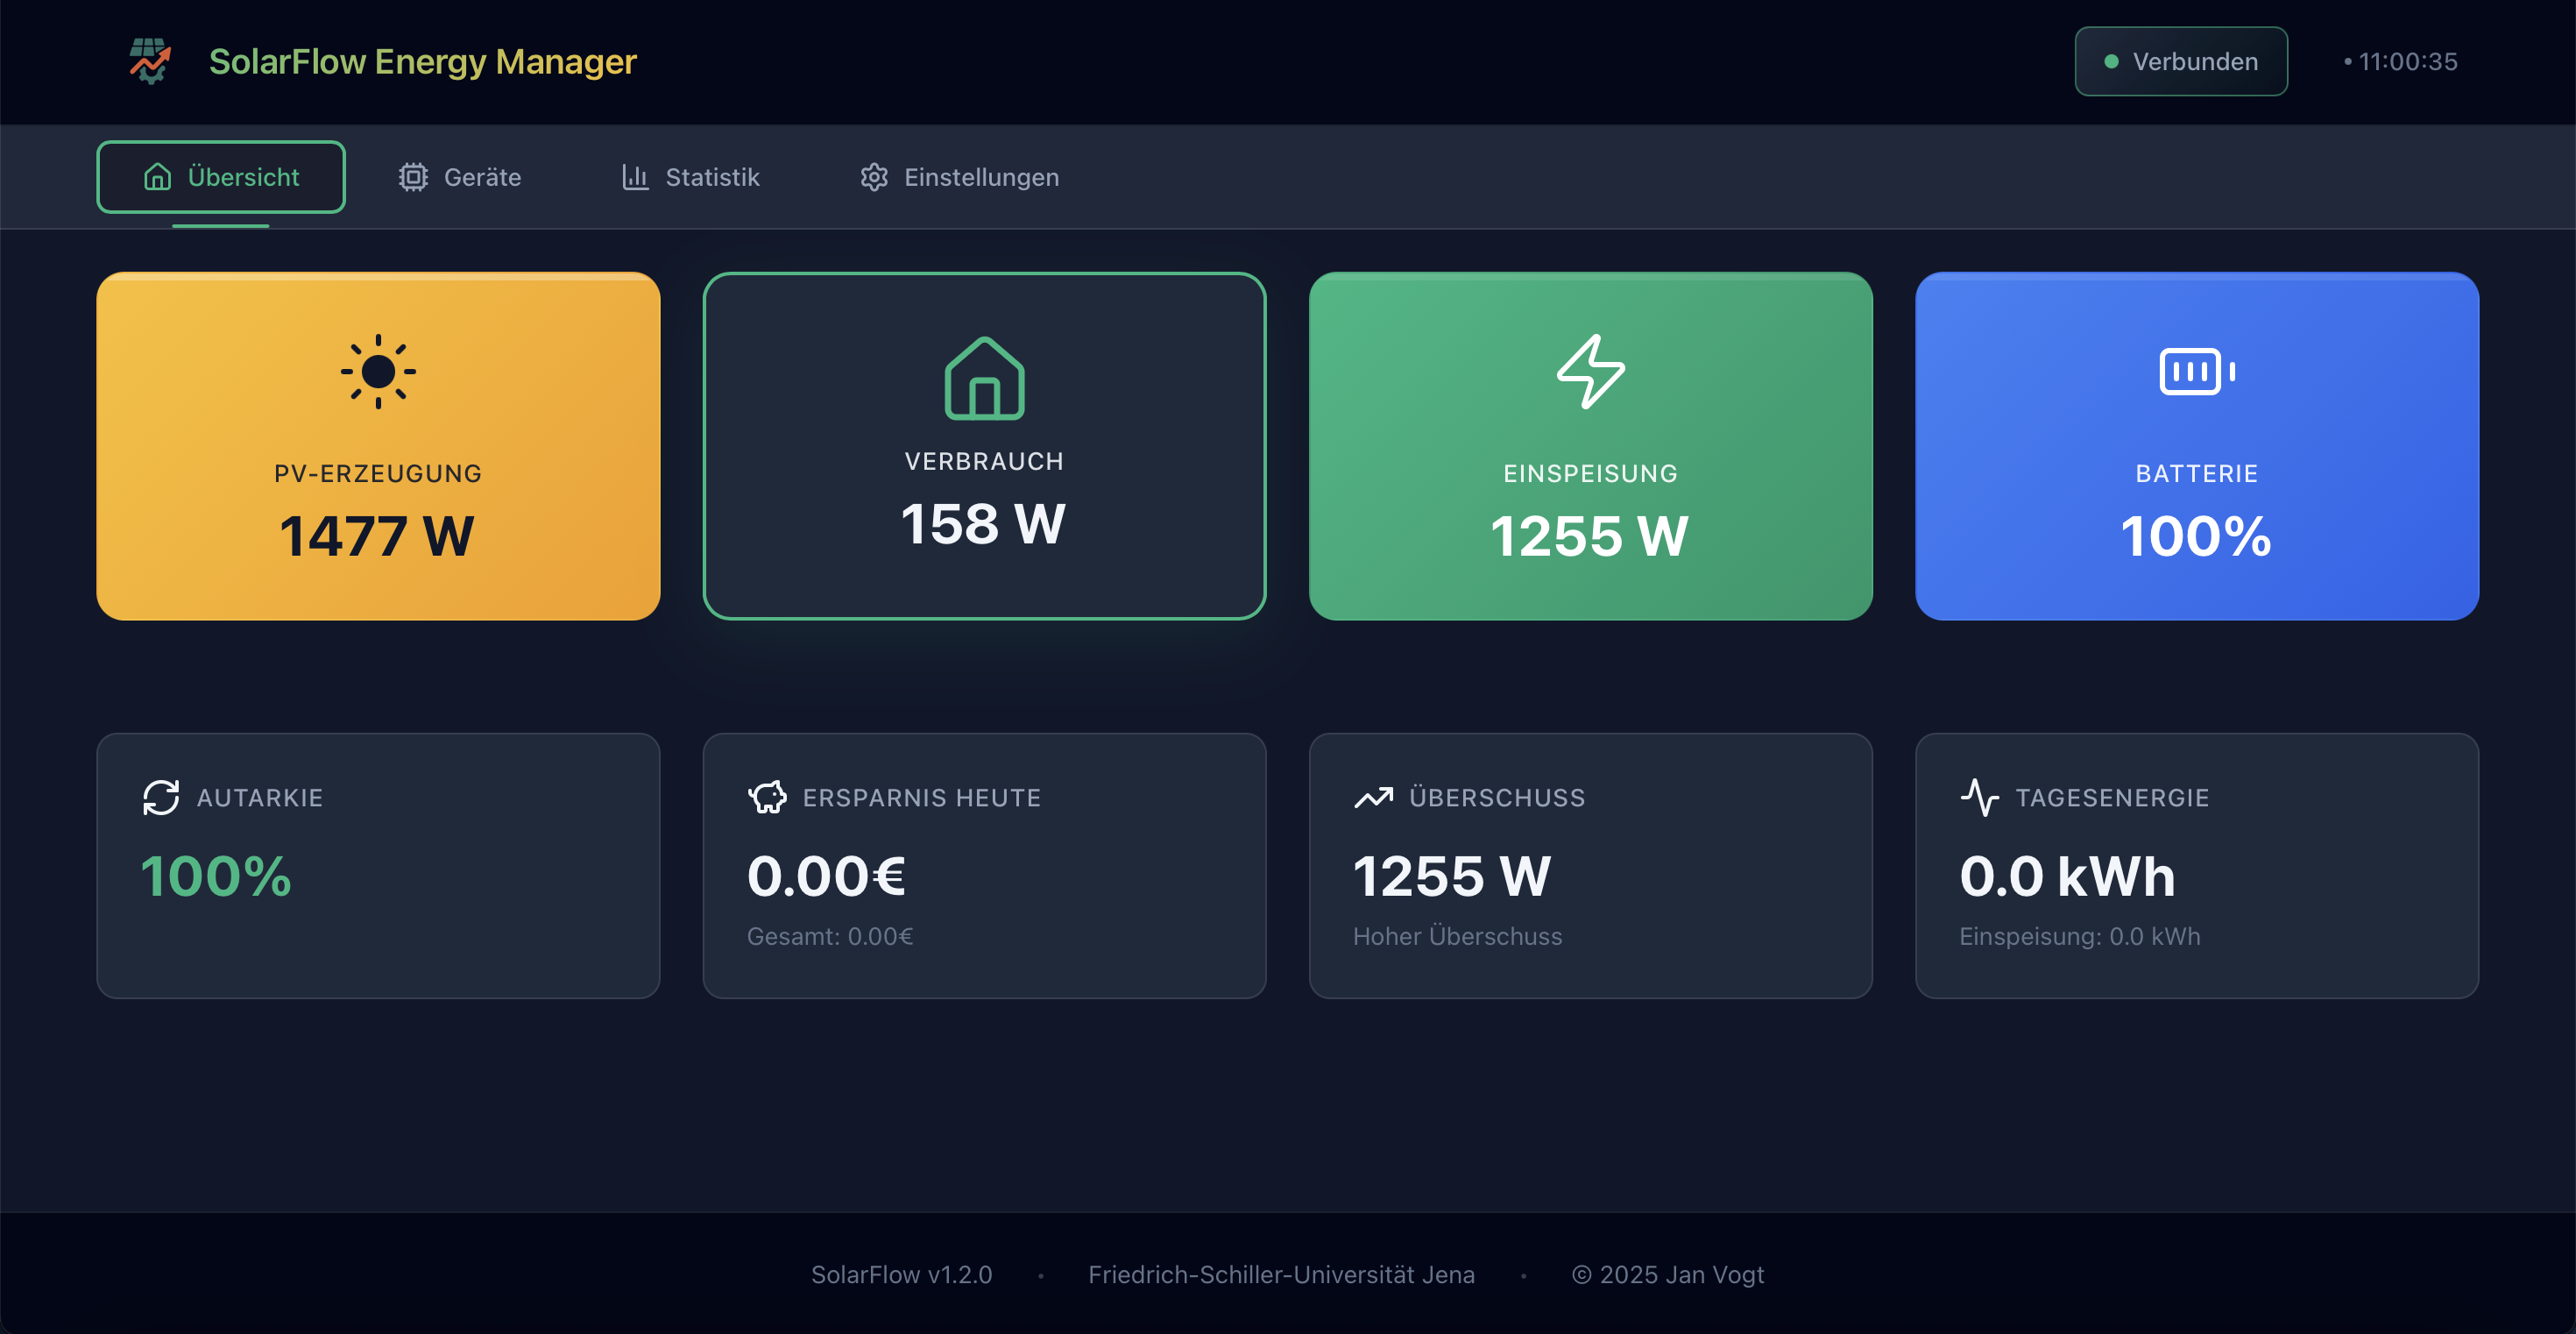 SolarFlow Energy Manager
Verbunden
• 11:00:35
Übersicht
Geräte
Statistik
Einstellungen
PV-ERZEUGUNG
1477 W
VERBRAUCH
158 W
EINSPEISUNG
1255 W
BATTERIE
100%
AUTARKIE
100%
ERSPARNIS HEUTE
0.00€
Gesamt: 0.00€
ÜBERSCHUSS
1255 W
Hoher Überschuss
TAGESENERGIE
0.0 kWh
Einspeisung: 0.0 kWh
SolarFlow v1.2.0 • Friedrich-Schiller-Universität Jena • © 2025 Jan Vogt